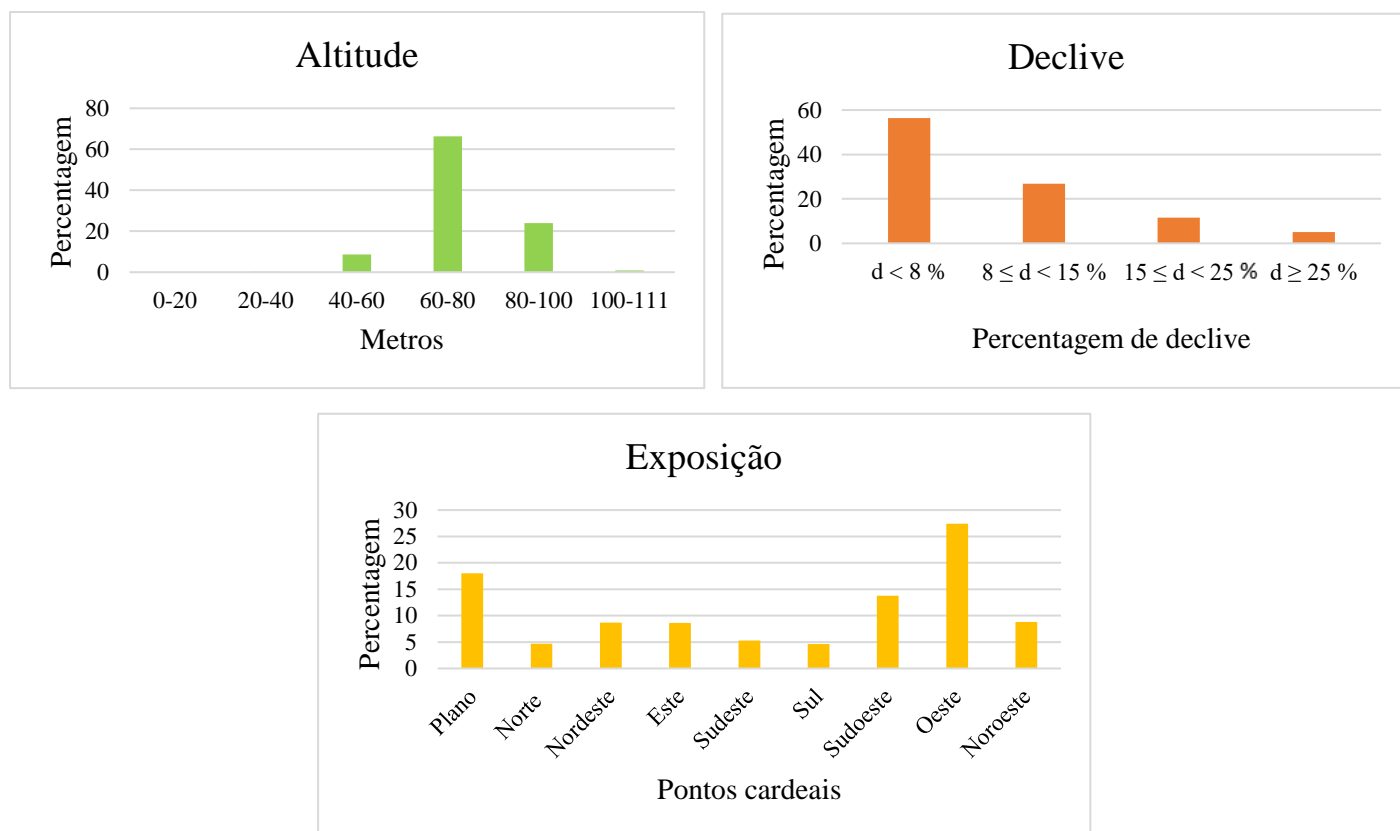 Altitude
Percentagem
80
60
40
20
0
0-20 20-40 40-60 60-80 80-100 100-111
Metros
Declive
Percentagem
60
40
20
0
d < 8 % 8 ≤ d < 15 % 15 ≤ d < 25 % d ≥ 25 %
Percentagem de declive
Exposição
Percentagem
30
25
20
15
10
5
0
Plano Norte Nordeste Este Sudeste Sul Sudoeste Oeste Noroeste
Pontos cardeais